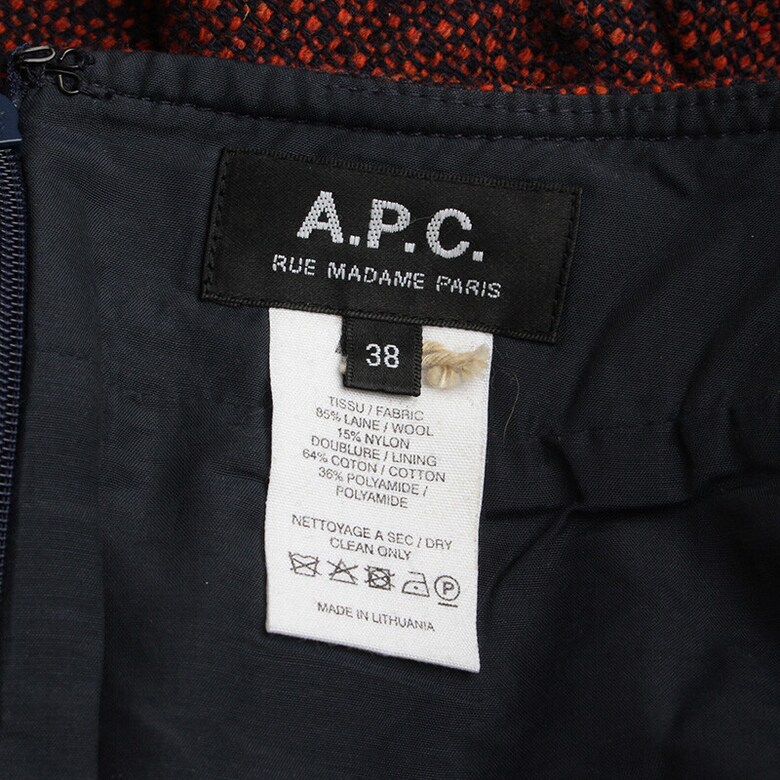 A.P.C.
RUE MADAME PARIS
38
TISSU / FABRIC
85% LAINE / WOOL
15% NYLON
DOUBLURE / LINING
64% COTON / COTTON
36% POLYAMIDE /
POLYAMIDE
NETTOYAGE A SEC / DRY
CLEAN ONLY
P
MADE IN LITHUANIA